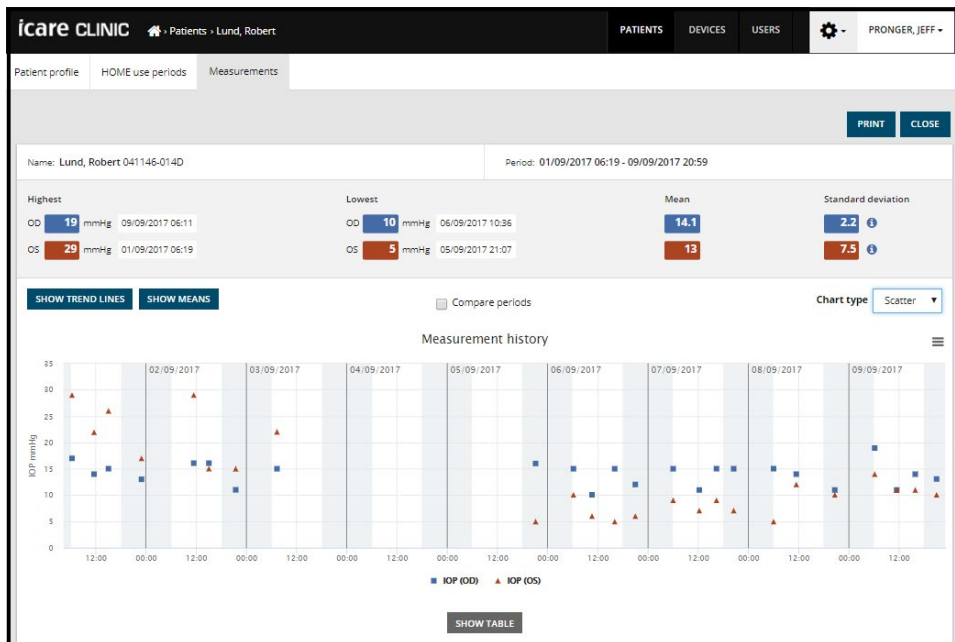 icare CLINIC › Patients › Lund, Robert PATIENTS DEVICES USERS PRONGER, JEFF
Patient profile HOME use periods Measurements
PRINT CLOSE
Name: Lund, Robert 041146-014D Period: 01/09/2017 06:19 - 09/09/2017 20:59
Highest Lowest Mean Standard deviation
OD 19 mmHg 09/09/2017 06:11 OD 10 mmHg 06/09/2017 10:36 14.1 2.2
OS 29 mmHg 01/09/2017 06:19 OS 5 mmHg 05/09/2017 21:07 13 7.5
SHOW TREND LINES SHOW MEANS Compare periods Chart type Scatter
Measurement history
35 02/09/2017 03/09/2017 04/09/2017 05/09/2017 06/09/2017 07/09/2017 08/09/2017 09/09/2017
30
25
20
IOP mmHg
15
10
5
0
12:00 00:00 12:00 00:00 12:00 00:00 12:00 00:00 12:00 00:00 12:00 00:00 12:00 00:00 12:00 00:00 12:00
IOP (OD) IOP (OS)
SHOW TABLE